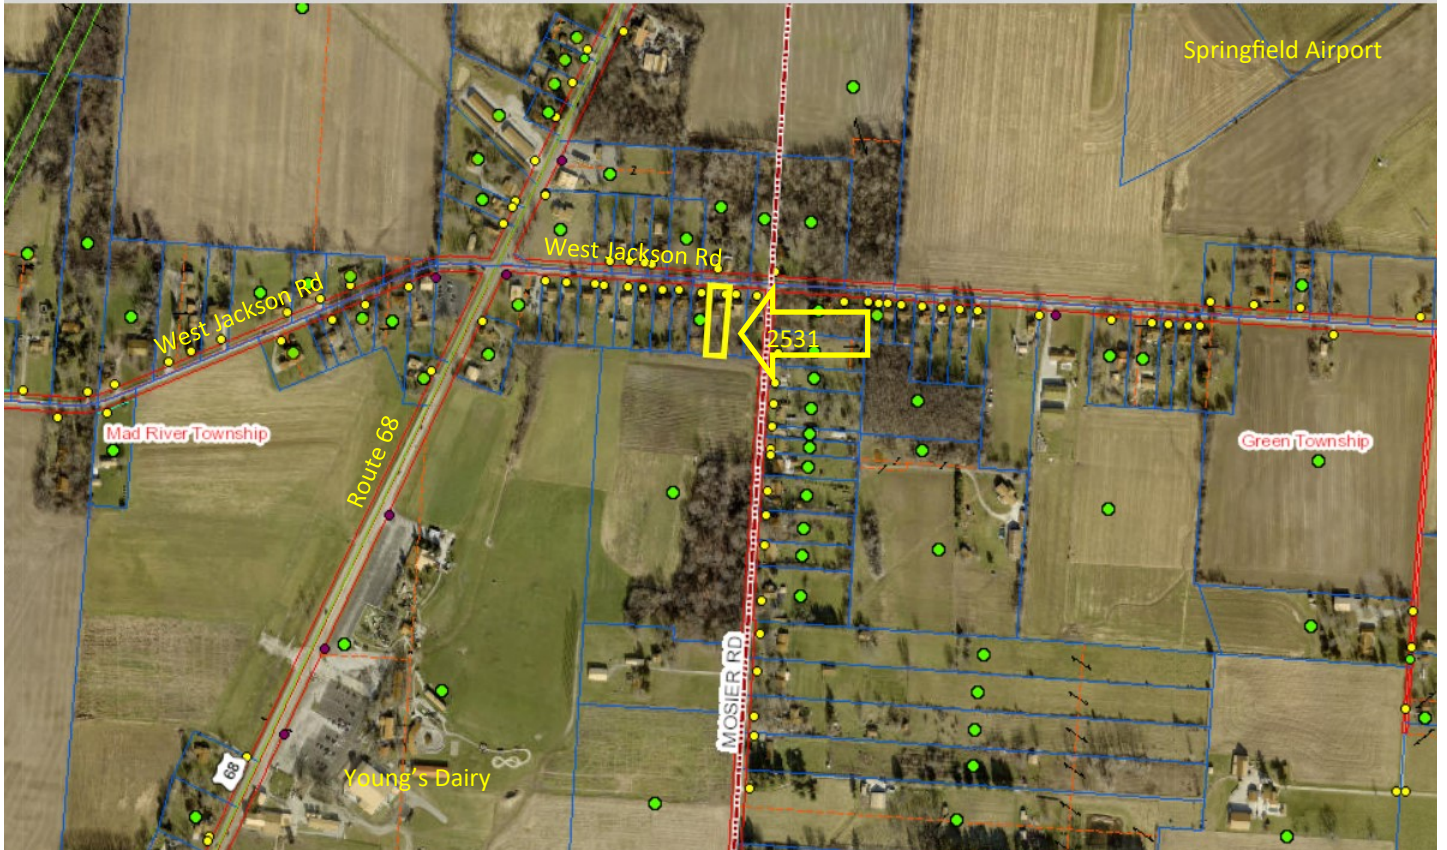 Springfield Airport
West Jackson Rd
West Jackson Rd
2531
Mad River Township
Green Township
Route 68
MOSIER RD
68
Young's Dairy